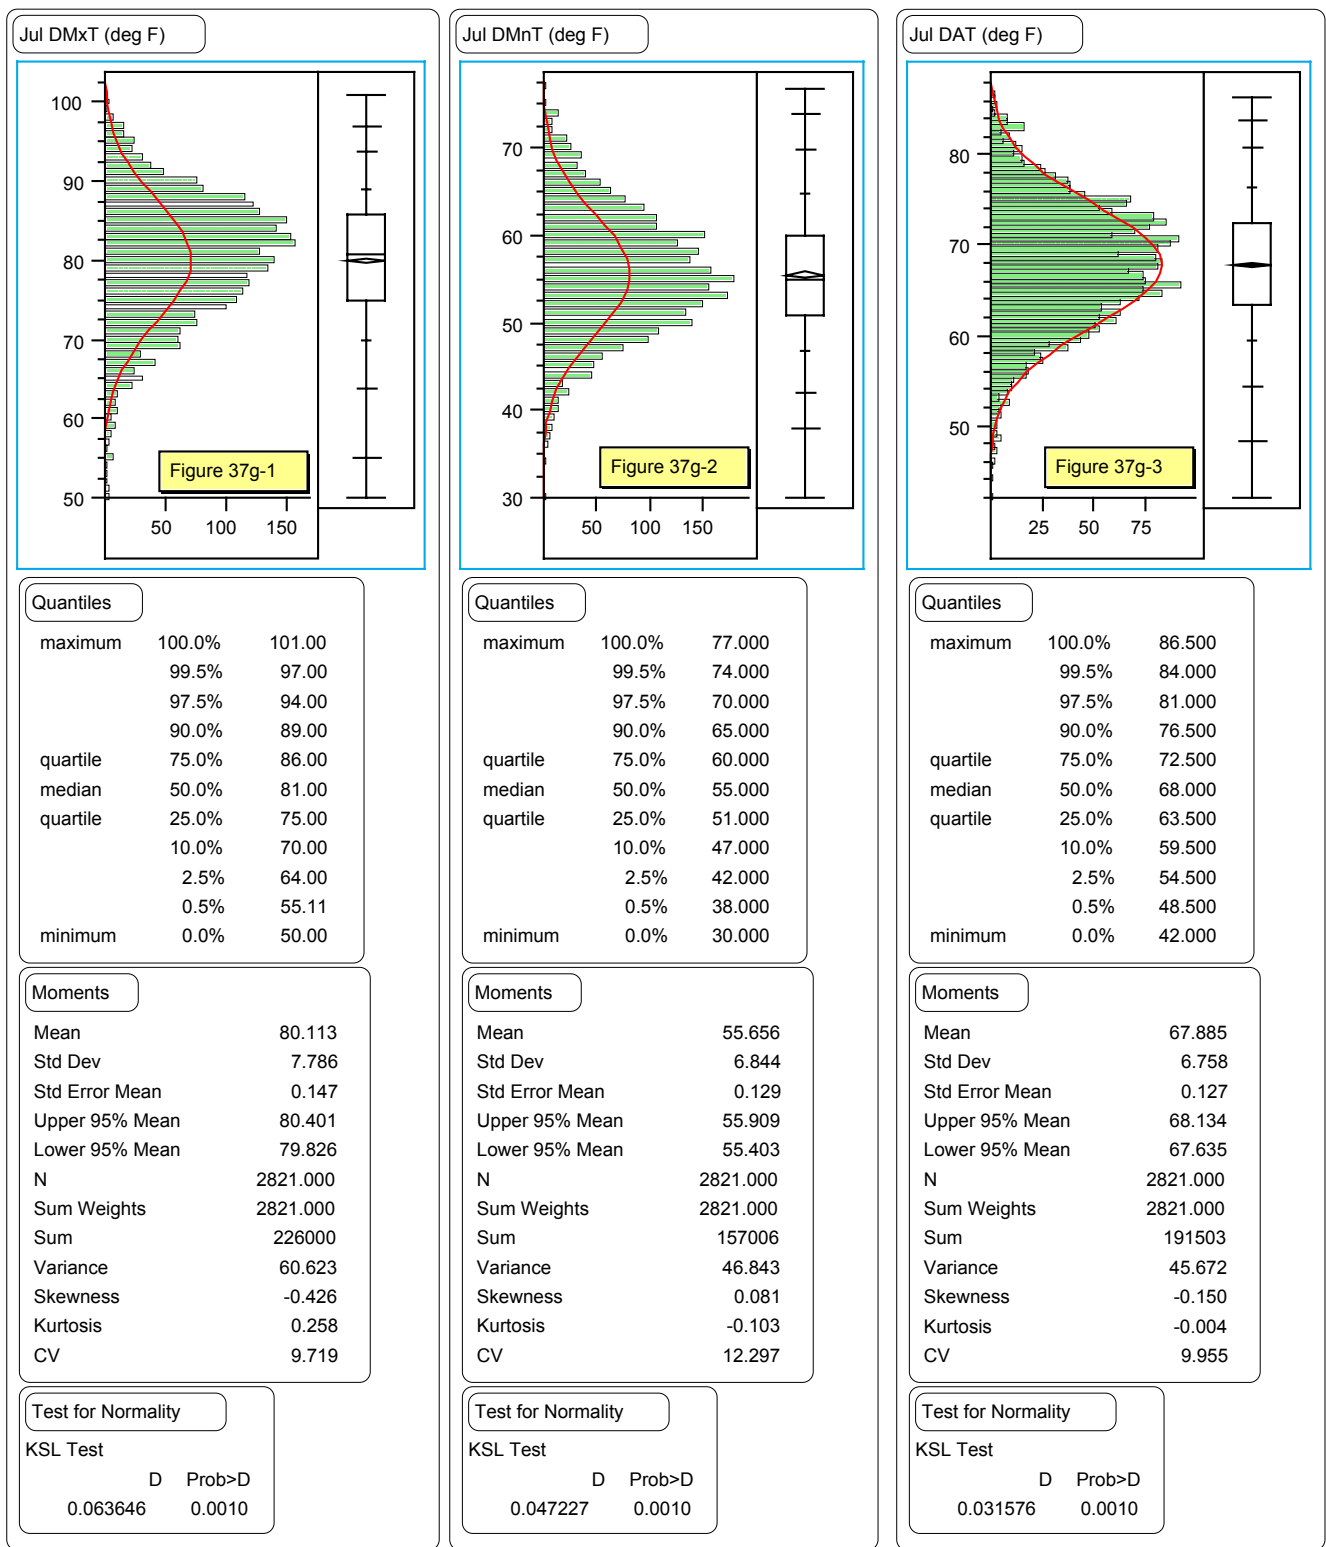 Jul DMxT (deg F)
100
90
80
70
60
50
50 100 150
Figure 37g-1
Quantiles
maximum 100.0% 101.00
99.5% 97.00
97.5% 94.00
90.0% 89.00
quartile 75.0% 86.00
median 50.0% 81.00
quartile 25.0% 75.00
10.0% 70.00
2.5% 64.00
0.5% 55.11
minimum 0.0% 50.00
Moments
Mean 80.113
Std Dev 7.786
Std Error Mean 0.147
Upper 95% Mean 80.401
Lower 95% Mean 79.826
N 2821.000
Sum Weights 2821.000
Sum 226000
Variance 60.623
Skewness -0.426
Kurtosis 0.258
CV 9.719
Test for Normality
KSL Test
D Prob>D
0.063646 0.0010
Jul DMnT (deg F)
70
60
50
40
30
50 100 150
Figure 37g-2
Quantiles
maximum 100.0% 77.000
99.5% 74.000
97.5% 70.000
90.0% 65.000
quartile 75.0% 60.000
median 50.0% 55.000
quartile 25.0% 51.000
10.0% 47.000
2.5% 42.000
0.5% 38.000
minimum 0.0% 30.000
Moments
Mean 55.656
Std Dev 6.844
Std Error Mean 0.129
Upper 95% Mean 55.909
Lower 95% Mean 55.403
N 2821.000
Sum Weights 2821.000
Sum 157006
Variance 46.843
Skewness 0.081
Kurtosis -0.103
CV 12.297
Test for Normality
KSL Test
D Prob>D
0.047227 0.0010
Jul DAT (deg F)
80
70
60
50
25 50 75
Figure 37g-3
Quantiles
maximum 100.0% 86.500
99.5% 84.000
97.5% 81.000
90.0% 76.500
quartile 75.0% 72.500
median 50.0% 68.000
quartile 25.0% 63.500
10.0% 59.500
2.5% 54.500
0.5% 48.500
minimum 0.0% 42.000
Moments
Mean 67.885
Std Dev 6.758
Std Error Mean 0.127
Upper 95% Mean 68.134
Lower 95% Mean 67.635
N 2821.000
Sum Weights 2821.000
Sum 191503
Variance 45.672
Skewness -0.150
Kurtosis -0.004
CV 9.955
Test for Normality
KSL Test
D Prob>D
0.031576 0.0010